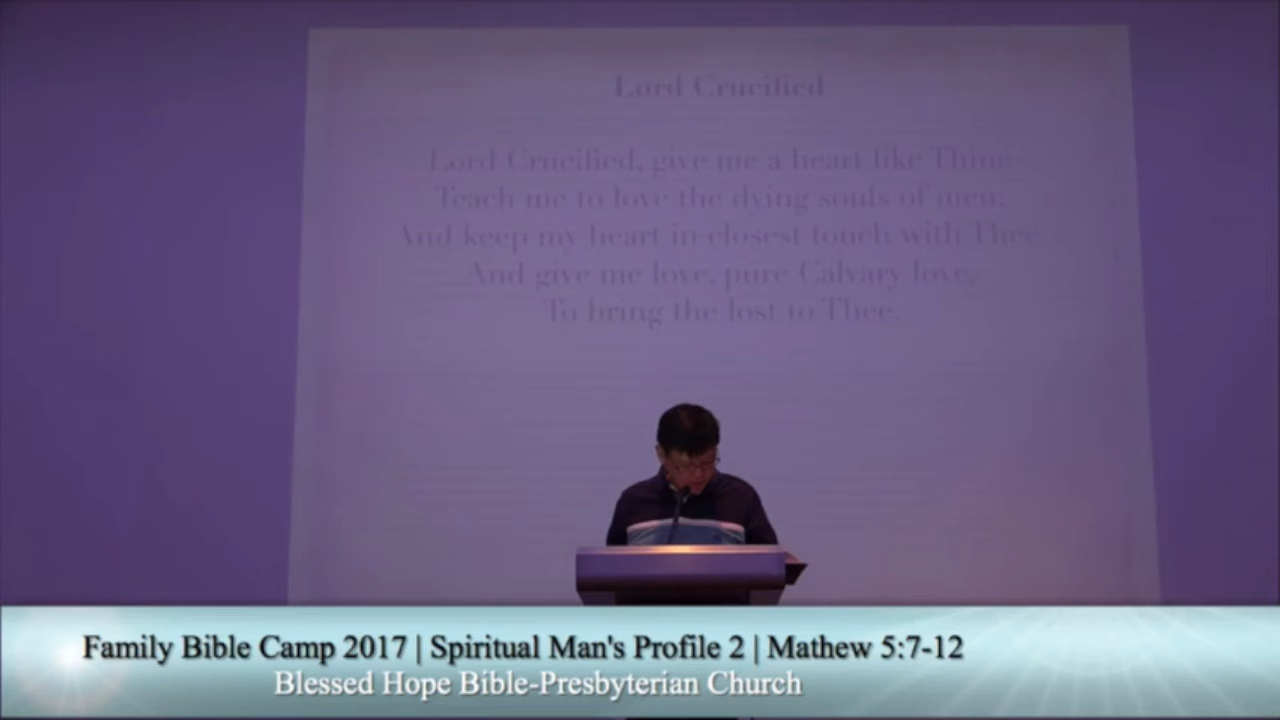 Lord Crucified
Lord Crucified, give me a heart like Thine
Teach me to love the dying souls of men;
And keep my heart in closest touch with Thee
And give me love, pure Calvary love,
To bring the lost to Thee.
Family Bible Camp 2017 | Spiritual Man's Profile 2 | Mathew 5:7-12
Blessed Hope Bible-Presbyterian Church